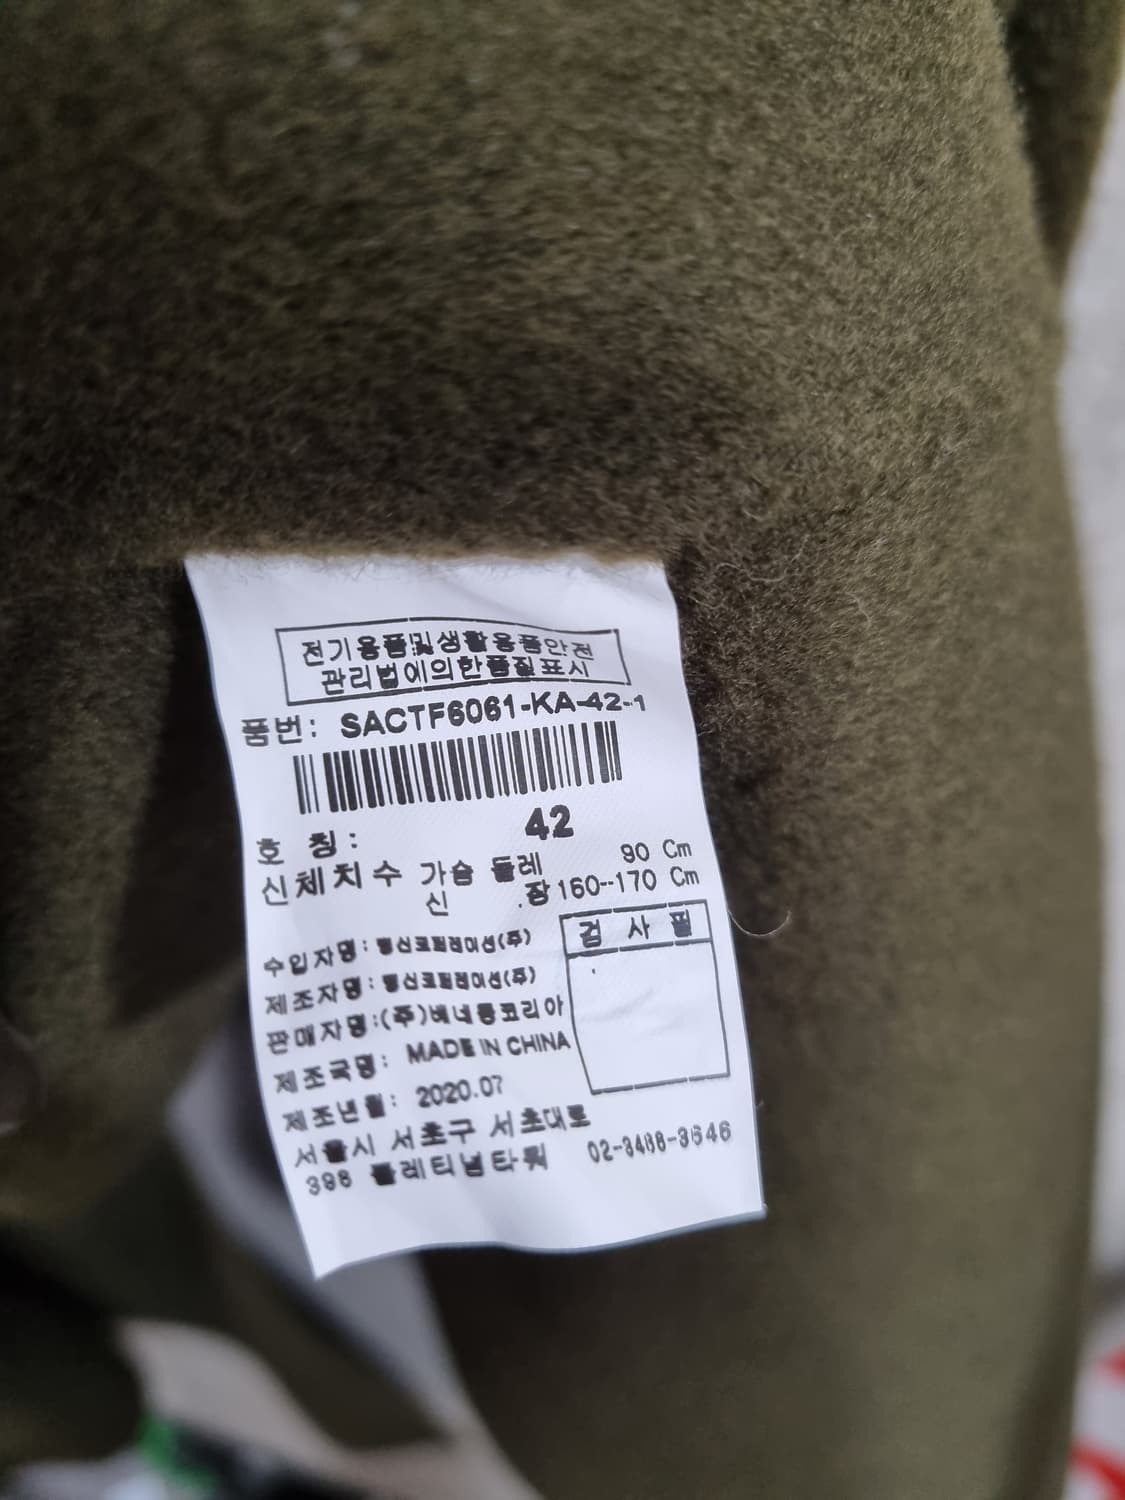 전기용품및생활용품안전
관리법에의한품질표시
품번: SACTF6061-KA-42-1
호 칭: 42
신체치수 가슴 둘레 90 Cm
신 장 160--170 Cm
검 사 필
수입자명: 형신코퍼레이션(주)
제조자명: 형신코퍼레이션(주)
판매자명:(주)베네통코리아
제조국명: MADE IN CHINA
제조년월: 2020.07
서울시 서초구 서초대로
398 플레티넘타워 02-3488-3646